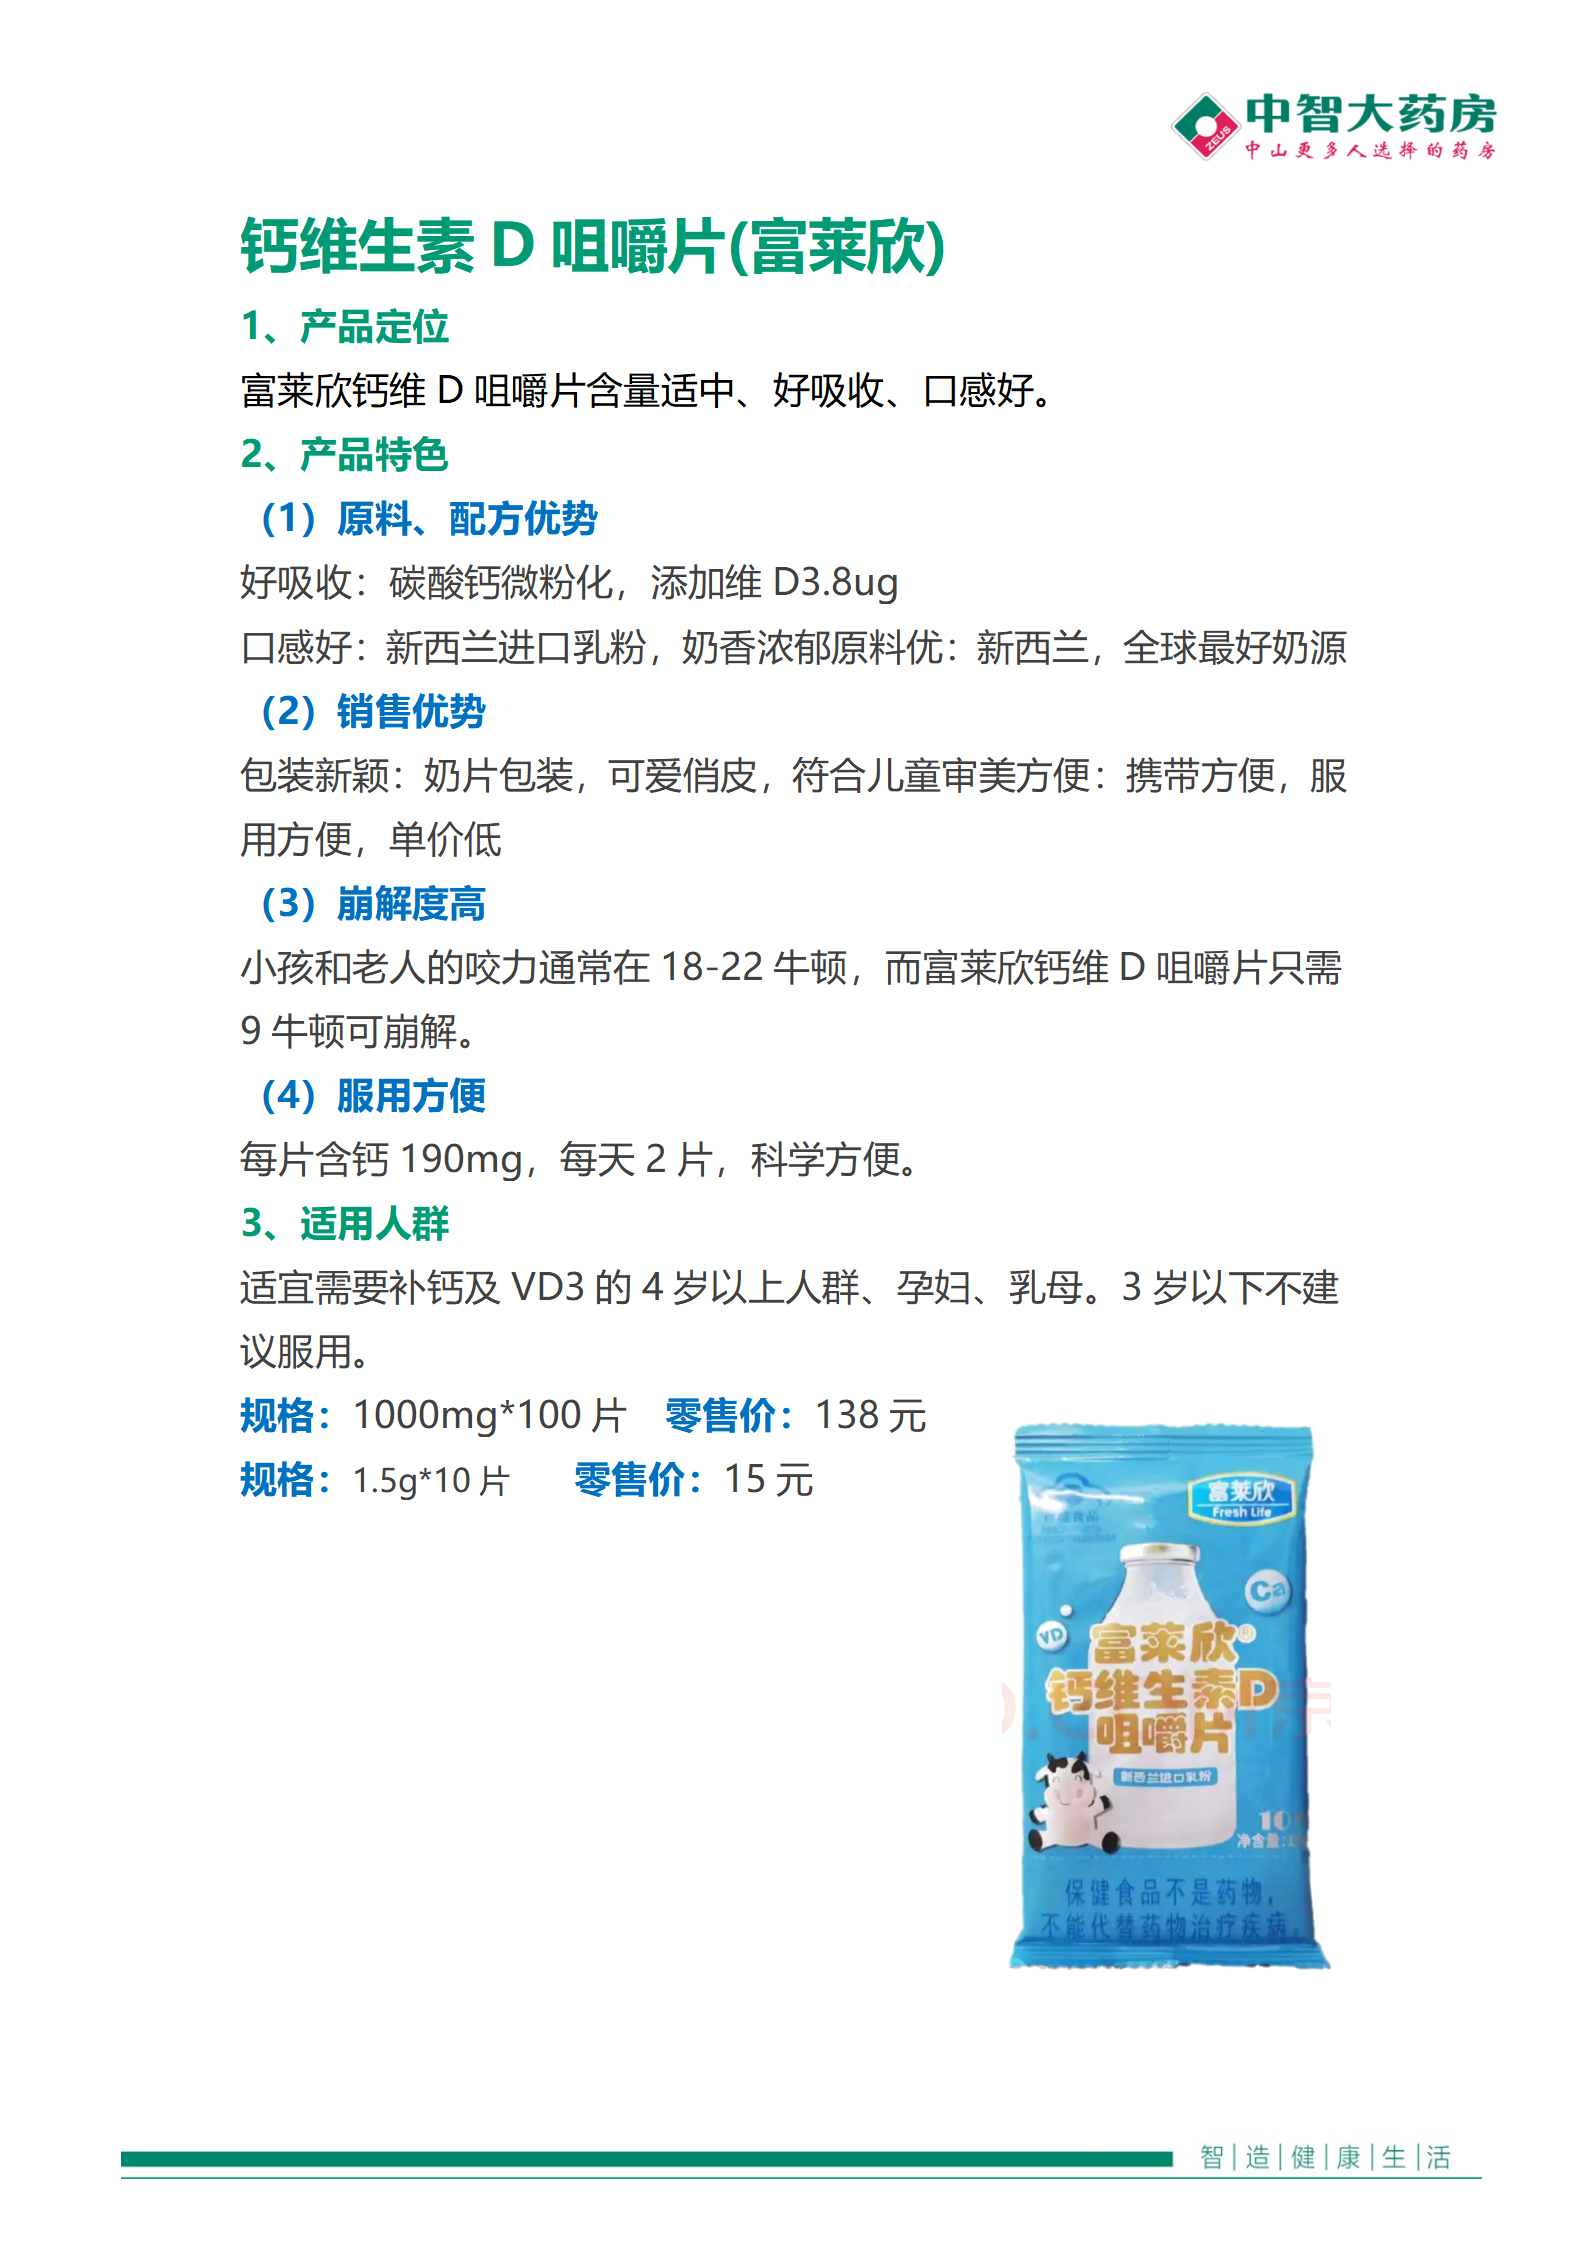 中智大药房
ZEUS
中山更多人选择的药房
钙维生素 D 咀嚼片(富莱欣)
1、产品定位
富莱欣钙维 D 咀嚼片含量适中、好吸收、口感好。
2、产品特色
（1）原料、配方优势
好吸收：碳酸钙微粉化，添加维 D3.8ug
口感好：新西兰进口乳粉，奶香浓郁原料优：新西兰，全球最好奶源
（2）销售优势
包装新颖：奶片包装，可爱俏皮，符合儿童审美方便：携带方便，服
用方便，单价低
（3）崩解度高
小孩和老人的咬力通常在 18-22 牛顿，而富莱欣钙维 D 咀嚼片只需
9 牛顿可崩解。
（4）服用方便
每片含钙 190mg，每天 2 片，科学方便。
3、适用人群
适宜需要补钙及 VD3 的 4 岁以上人群、孕妇、乳母。3 岁以下不建
议服用。
规格：1000mg*100 片 零售价：138 元
规格：1.5g*10 片 零售价：15 元
富莱欣
Fresh Life
Ca
VD
富莱欣®
钙维生素D
咀嚼片
新西兰进口乳粉
10
净含量:
保健食品不是药物，
不能代替药物治疗疾病。
智|造|健|康|生|活